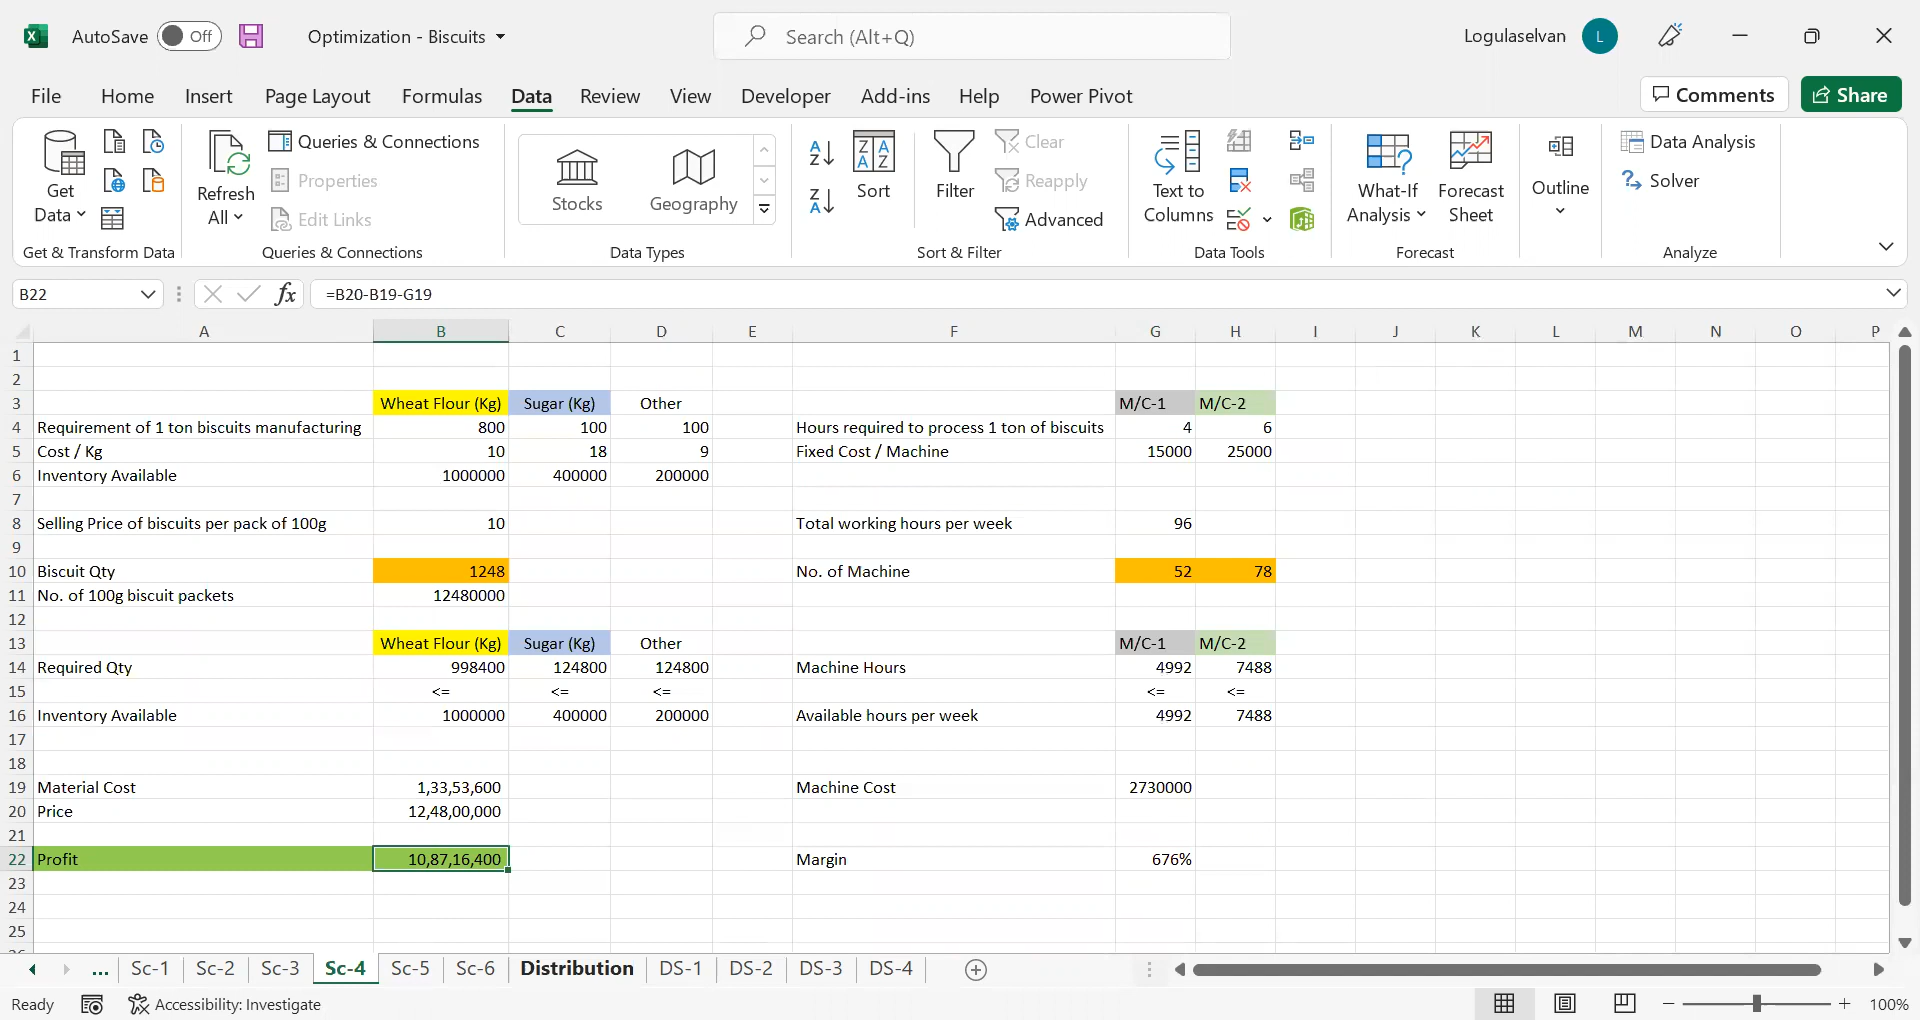 AutoSave Off Optimization - Biscuits Search (Alt+Q) Logulaselvan L
File Home Insert Page Layout Formulas Data Review View Developer Add-ins Help Power Pivot Comments Share
Get Data Refresh All Queries & Connections Properties Edit Links Stocks Geography Sort Filter Clear Reapply Advanced Text to Columns What-If Analysis Forecast Sheet Outline Data Analysis Solver
Get & Transform Data Queries & Connections Data Types Sort & Filter Data Tools Forecast Analyze
B22 fx =B20-B19-G19
A B C D E F G H I J K L M N O P
1
2
3 Wheat Flour (Kg) Sugar (Kg) Other M/C-1 M/C-2
4 Requirement of 1 ton biscuits manufacturing 800 100 100 Hours required to process 1 ton of biscuits 4 6
5 Cost / Kg 10 18 9 Fixed Cost / Machine 15000 25000
6 Inventory Available 1000000 400000 200000
7
8 Selling Price of biscuits per pack of 100g 10 Total working hours per week 96
9
10 Biscuit Qty 1248 No. of Machine 52 78
11 No. of 100g biscuit packets 12480000
12
13 Wheat Flour (Kg) Sugar (Kg) Other M/C-1 M/C-2
14 Required Qty 998400 124800 124800 Machine Hours 4992 7488
15 <= <= <= <= <=
16 Inventory Available 1000000 400000 200000 Available hours per week 4992 7488
17
18
19 Material Cost 1,33,53,600 Machine Cost 2730000
20 Price 12,48,00,000
21
22 Profit 10,87,16,400 Margin 676%
23
24
25
... Sc-1 Sc-2 Sc-3 Sc-4 Sc-5 Sc-6 Distribution DS-1 DS-2 DS-3 DS-4
Ready Accessibility: Investigate 100%